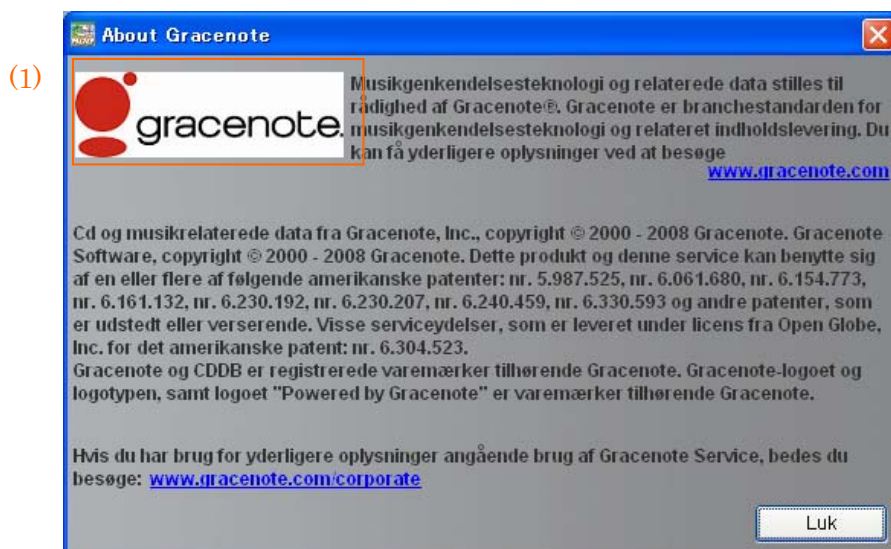 About Gracenote
(1)
gracenote.
Musikgenkendelsesteknologi og relaterede data stilles til
rådighed af Gracenote®. Gracenote er branchestandarden for
musikgenkendelsesteknologi og relateret indholdslevering. Du
kan få yderligere oplysninger ved at besøge
www.gracenote.com
Cd og musikrelaterede data fra Gracenote, Inc., copyright © 2000 - 2008 Gracenote. Gracenote
Software, copyright © 2000 - 2008 Gracenote. Dette produkt og denne service kan benytte sig
af en eller flere af følgende amerikanske patenter: nr. 5.987.525, nr. 6.061.680, nr. 6.154.773,
nr. 6.161.132, nr. 6.230.192, nr. 6.230.207, nr. 6.240.459, nr. 6.330.593 og andre patenter, som
er udstedt eller verserende. Visse serviceydelser, som er leveret under licens fra Open Globe,
Inc. for det amerikanske patent: nr. 6.304.523.
Gracenote og CDDB er registrerede varemærker tilhørende Gracenote. Gracenote-logoet og
logotypen, samt logoet "Powered by Gracenote" er varemærker tilhørende Gracenote.
Hvis du har brug for yderligere oplysninger angående brug af Gracenote Service, bedes du
besøge: www.gracenote.com/corporate
Luk